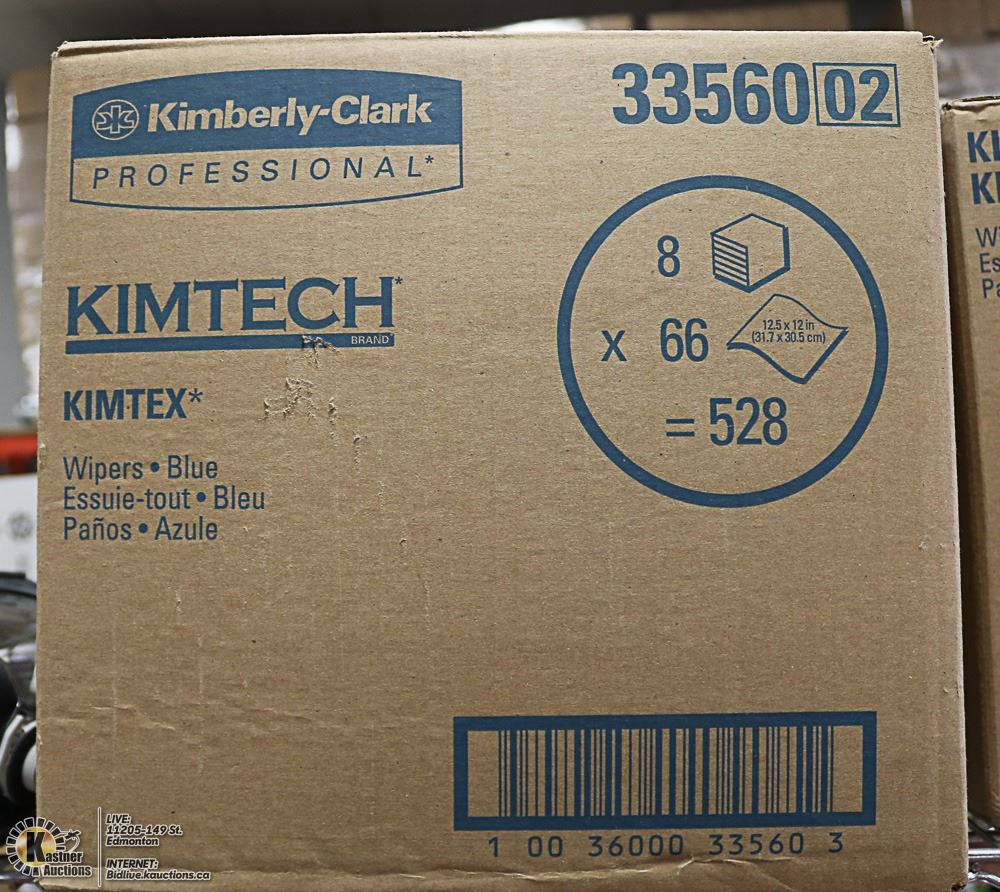 Kimberly-Clark
PROFESSIONAL*
33560 02
8
x 66
12.5 x 12 in
(31.7 x 30.5 cm)
= 528
KIMTECH*
BRAND
KIMTEX*
Wipers • Blue
Essuie-tout • Bleu
Paños • Azule
1 00 36000 33560 3
Kastner
Auctions
LIVE:
11205-149 St.
Edmonton
INTERNET:
Bidlive.kauctions.ca